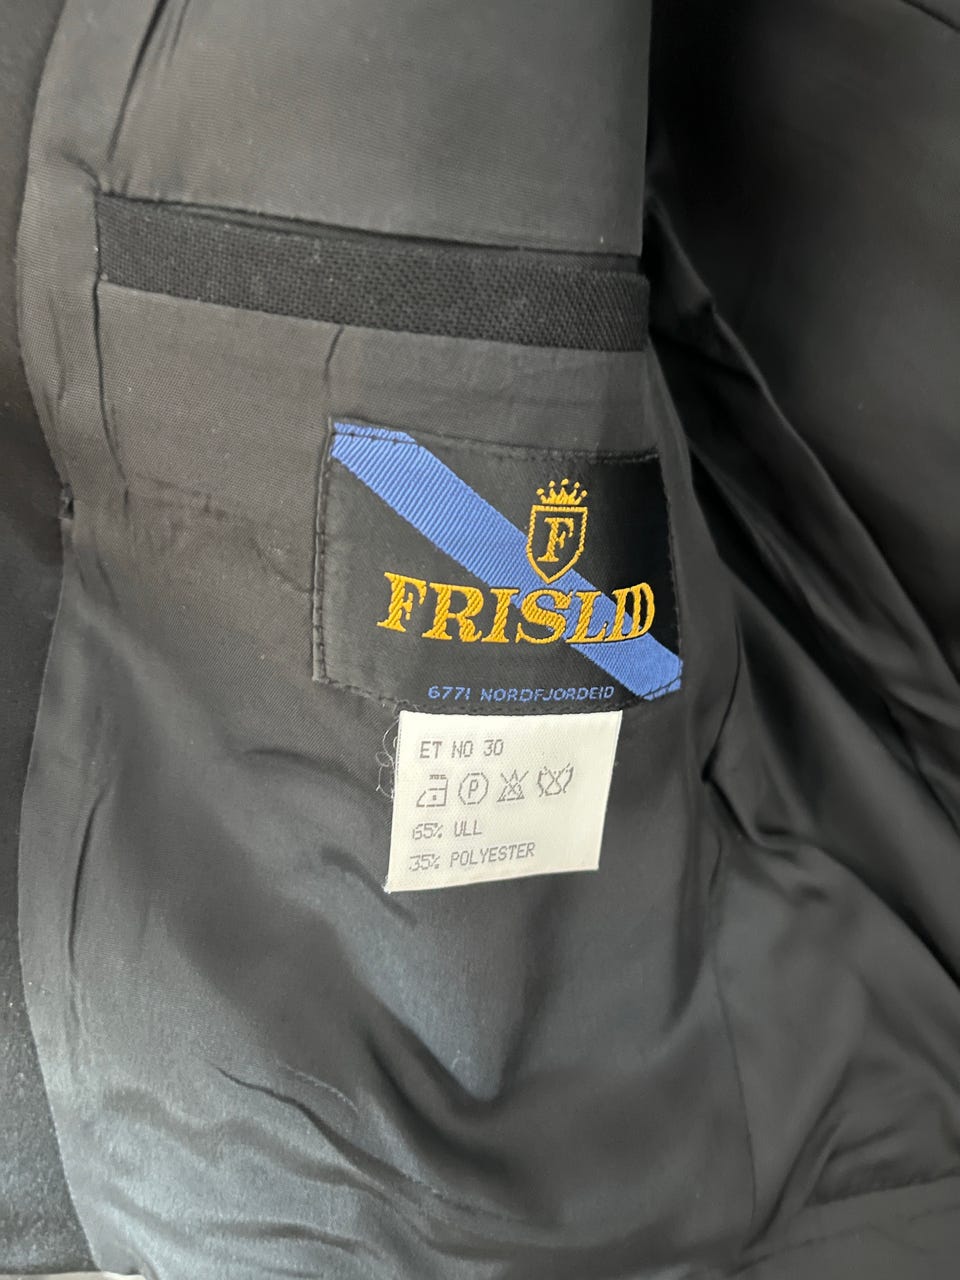 F
FRISLID
6771 NORDFJORDEID
ET NO 30
P
65% ULL
35% POLYESTER